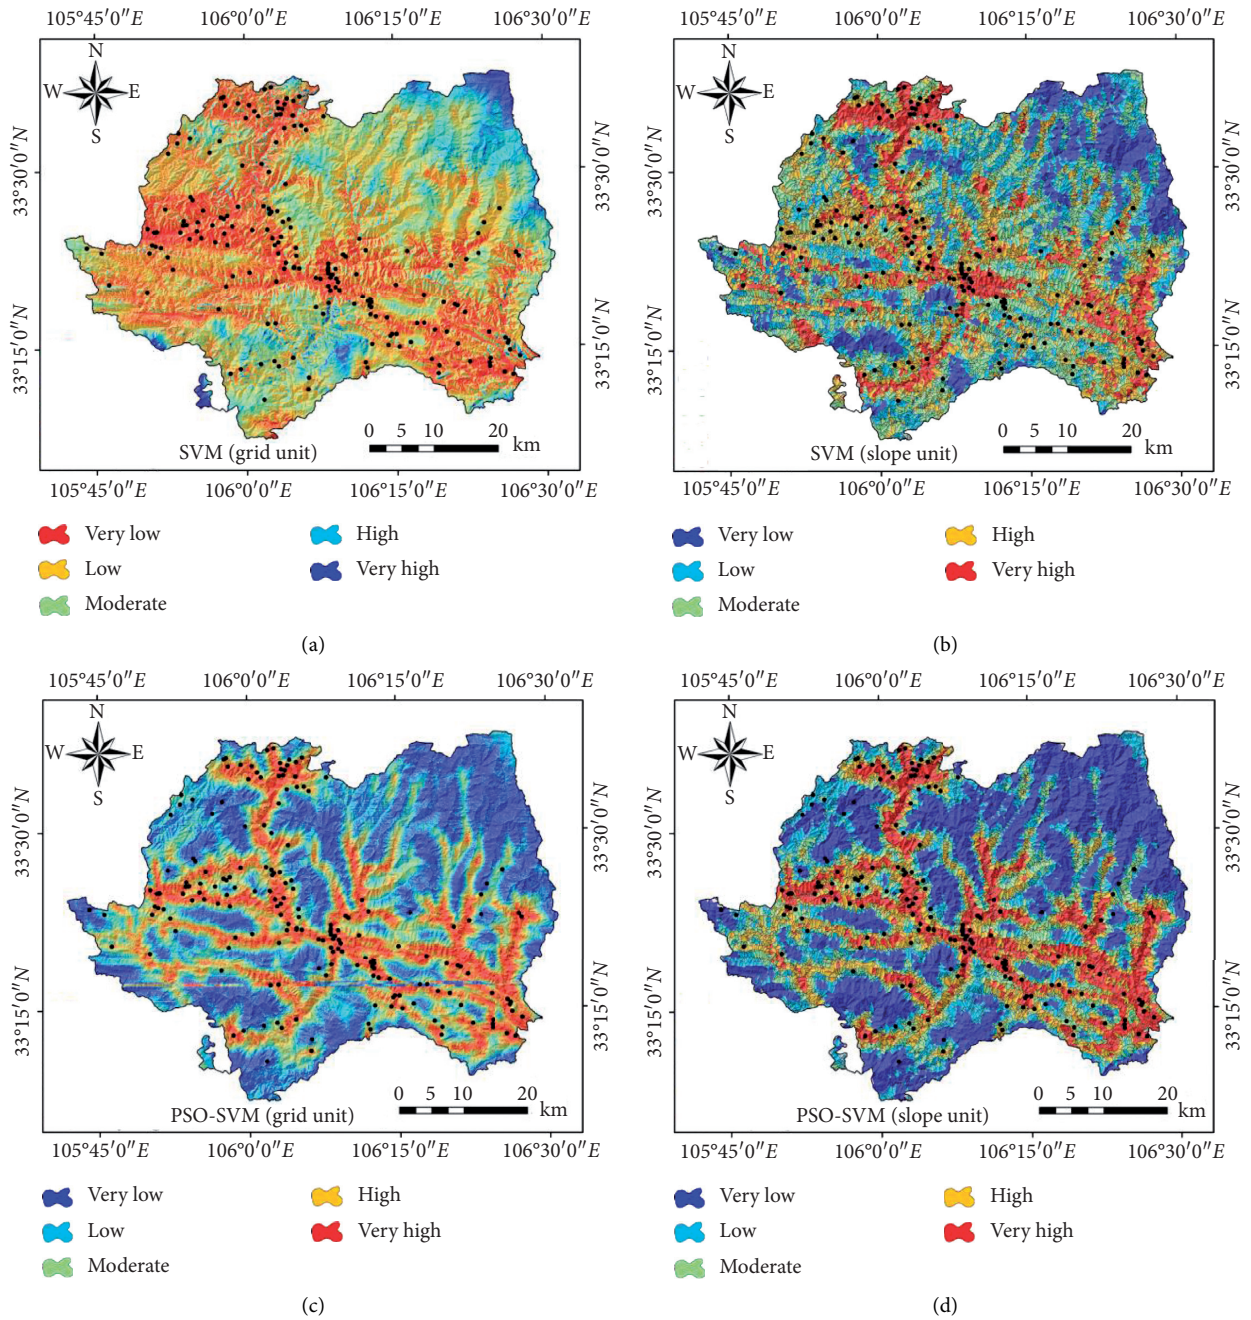 105°45′0″E 106°0′0″E 106°15′0″E 106°30′0″E
N
W E
S
33°30′0″N
33°15′0″N
33°30′0″N
33°15′0″N
SVM (grid unit)
0 5 10 20
km
105°45′0″E 106°0′0″E 106°15′0″E 106°30′0″E
Very low
Low
Moderate
High
Very high
(a)
105°45′0″E 106°0′0″E 106°15′0″E 106°30′0″E
N
W E
S
33°30′0″N
33°15′0″N
33°30′0″N
33°15′0″N
SVM (slope unit)
0 5 10 20
km
105°45′0″E 106°0′0″E 106°15′0″E 106°30′0″E
Very low
Low
Moderate
High
Very high
(b)
105°45′0″E 106°0′0″E 106°15′0″E 106°30′0″E
N
W E
S
33°30′0″N
33°15′0″N
33°30′0″N
33°15′0″N
PSO-SVM (grid unit)
0 5 10 20
km
105°45′0″E 106°0′0″E 106°15′0″E 106°30′0″E
Very low
Low
Moderate
High
Very high
(c)
105°45′0″E 106°0′0″E 106°15′0″E 106°30′0″E
N
W E
S
33°30′0″N
33°15′0″N
33°30′0″N
33°15′0″N
PSO-SVM (slope unit)
0 5 10 20
km
105°45′0″E 106°0′0″E 106°15′0″E 106°30′0″E
Very low
Low
Moderate
High
Very high
(d)